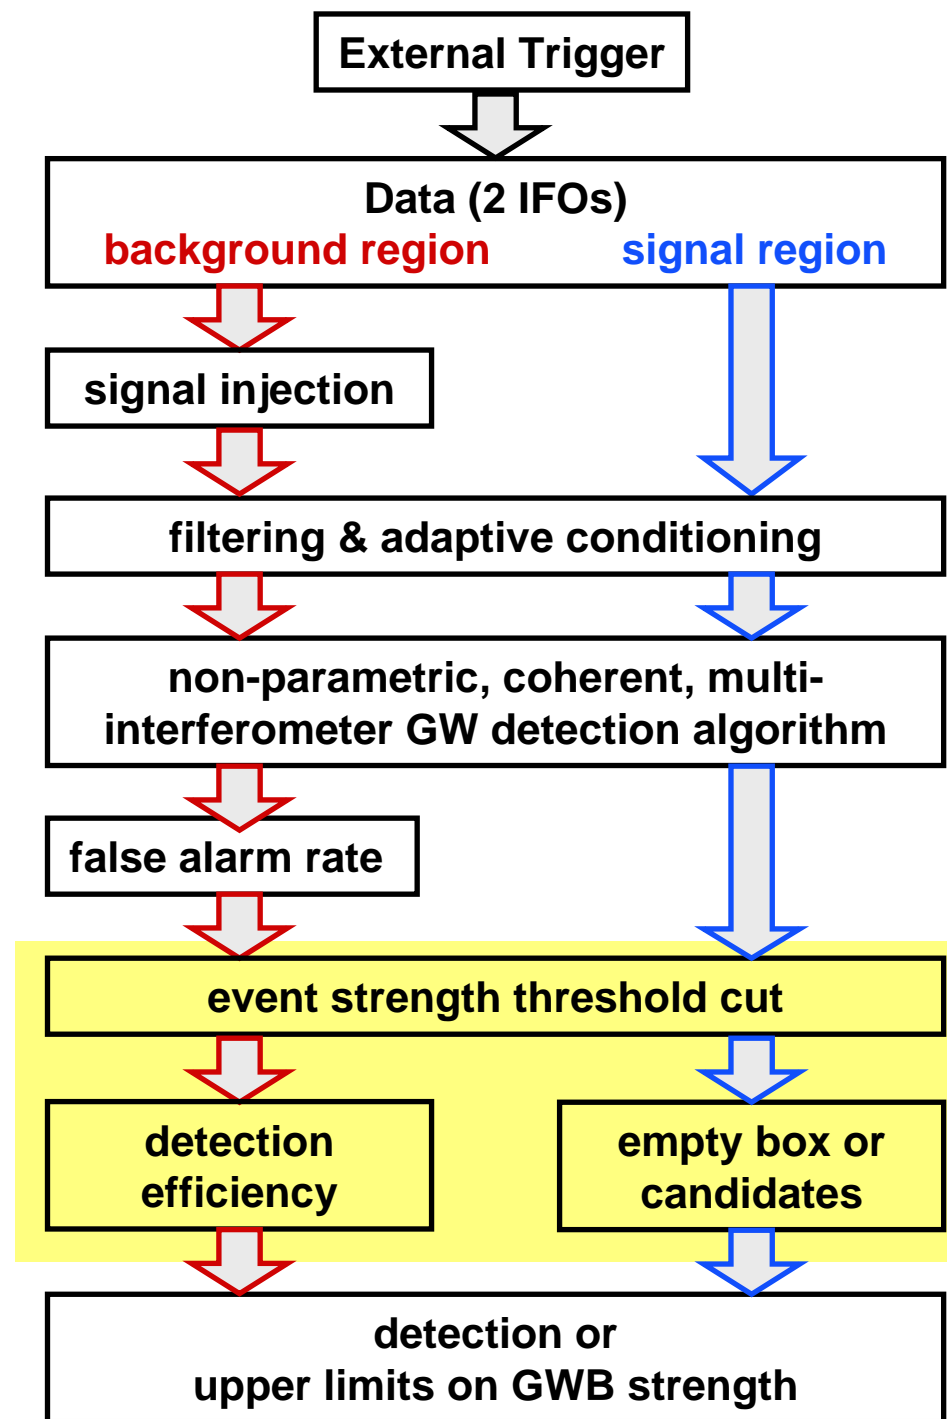 External Trigger
Data (2 IFOs)
background region signal region
signal injection
filtering & adaptive conditioning
non-parametric, coherent, multi-
interferometer GW detection algorithm
false alarm rate
event strength threshold cut
detection
efficiency
empty box or
candidates
detection or
upper limits on GWB strength